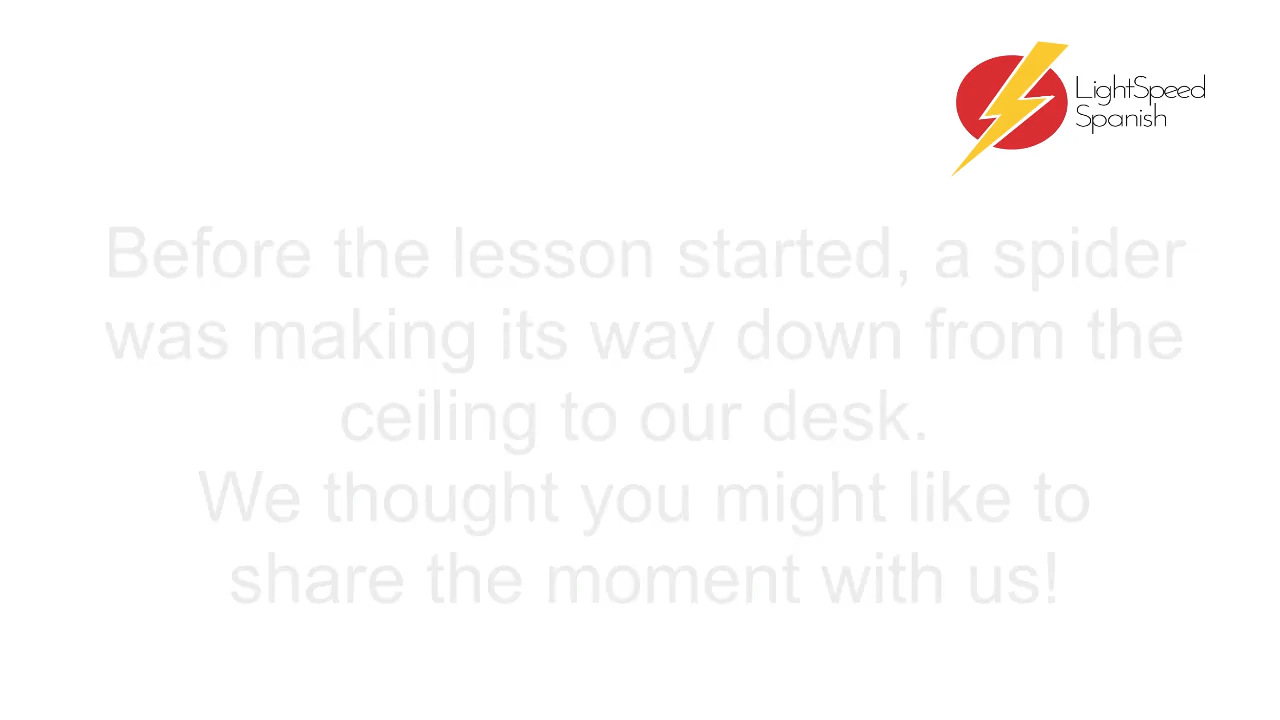 LightSpeed
Spanish
Before the lesson started, a spider
was making its way down from the
ceiling to our desk.
We thought you might like to
share the moment with us!